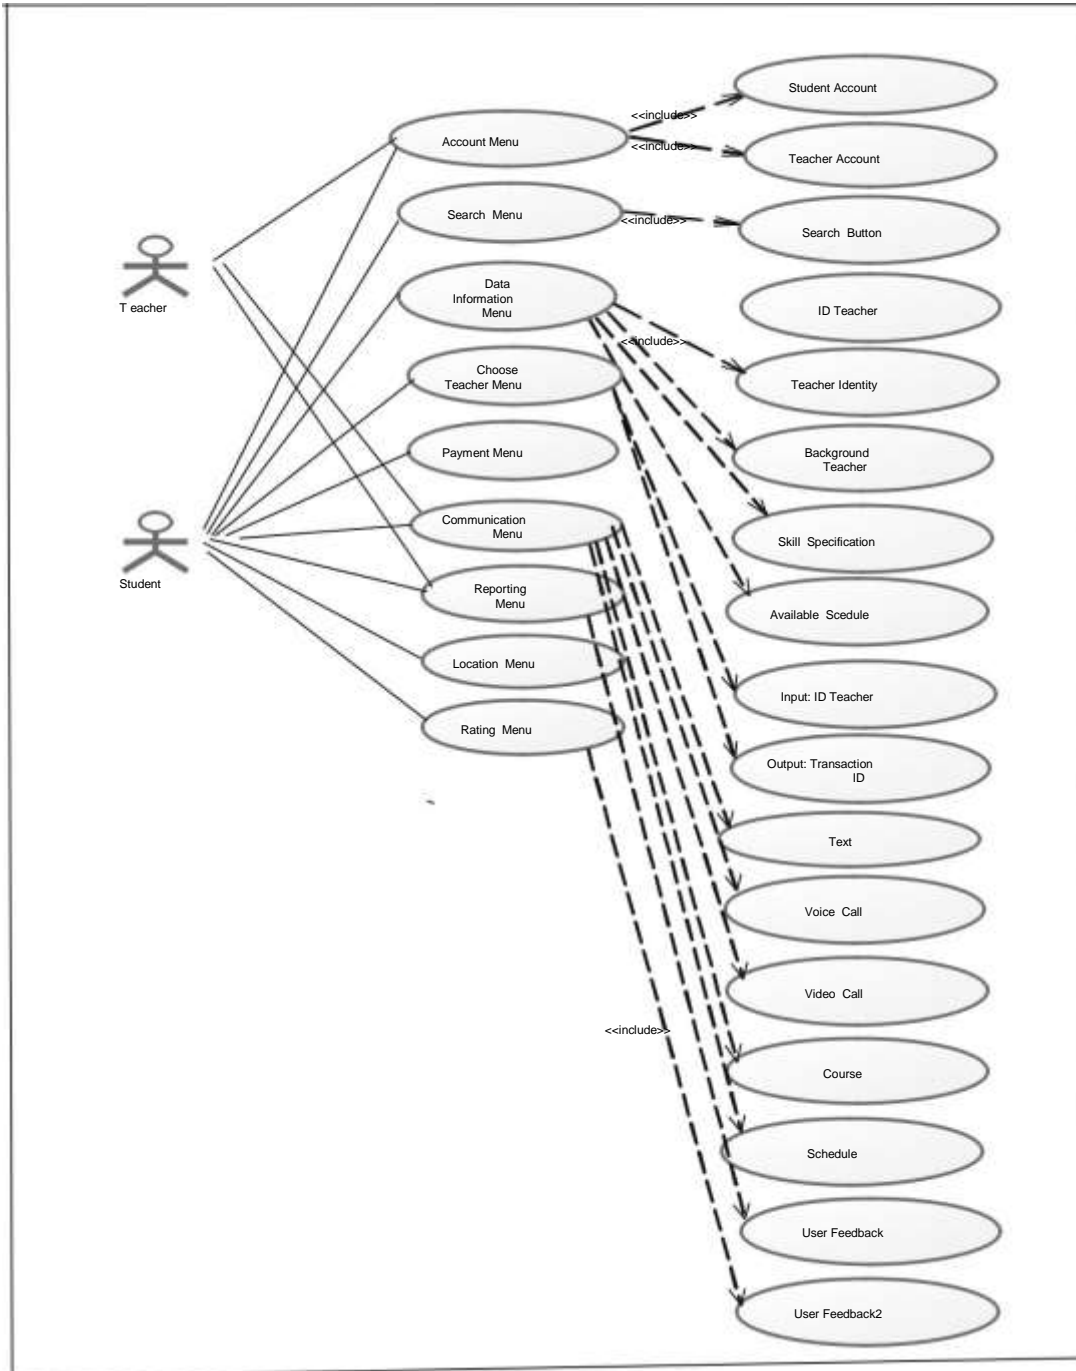 Student Account
<<include>>
Account Menu
<<include>>
Teacher Account
Search Menu
<<include>>
Search Button
T eacher
Data
Information
Menu
ID Teacher
<<include>>
Choose
Teacher Menu
Teacher Identity
Payment Menu
Background
Teacher
Communication
Menu
Skill Specification
Student
Reporting
Menu
Available Scedule
Location Menu
Input: ID Teacher
Rating Menu
Output: Transaction
ID
Text
Voice Call
Video Call
<<include>>
Course
Schedule
User Feedback
User Feedback2